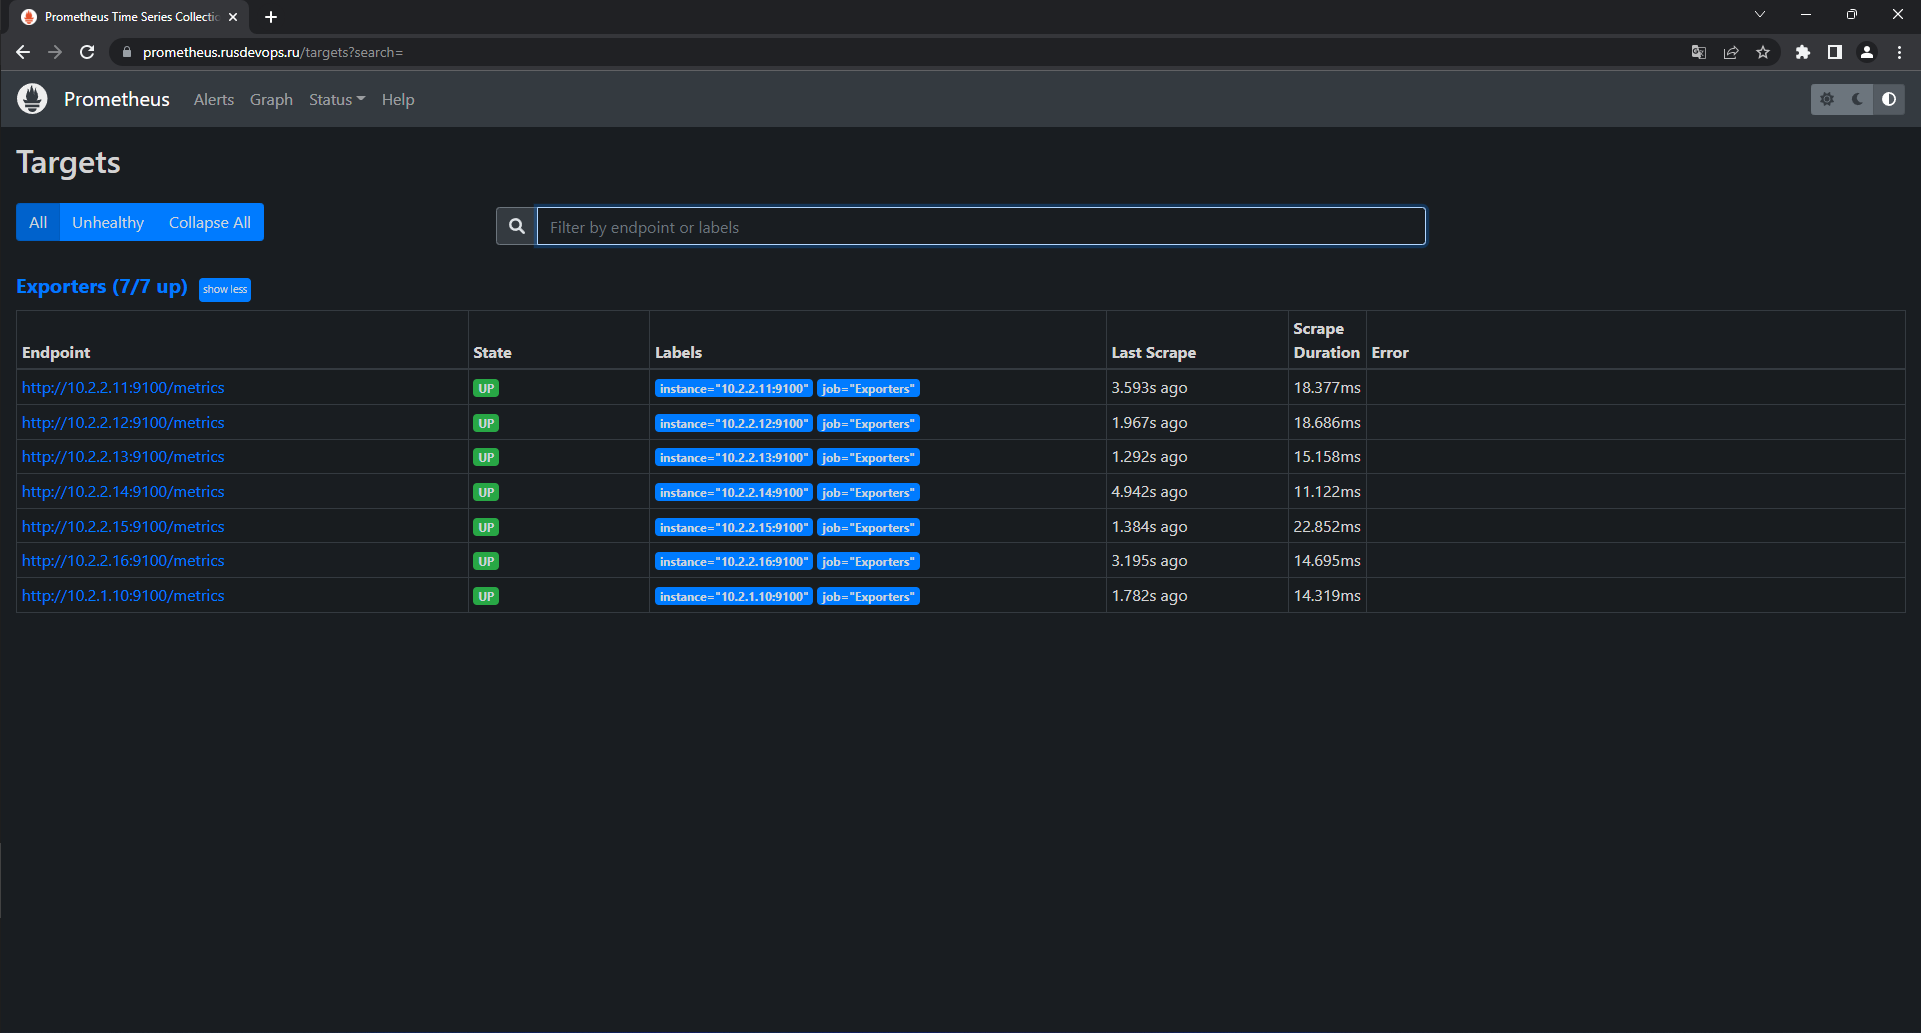 Prometheus Time Series Collectio
prometheus.rusdevops.ru/targets?search=
Prometheus Alerts Graph Status Help
Targets
All Unhealthy Collapse All Filter by endpoint or labels
Exporters (7/7 up) show less
Endpoint State Labels Last Scrape Scrape Duration Error
http://10.2.2.11:9100/metrics UP instance="10.2.2.11:9100" job="Exporters" 3.593s ago 18.377ms
http://10.2.2.12:9100/metrics UP instance="10.2.2.12:9100" job="Exporters" 1.967s ago 18.686ms
http://10.2.2.13:9100/metrics UP instance="10.2.2.13:9100" job="Exporters" 1.292s ago 15.158ms
http://10.2.2.14:9100/metrics UP instance="10.2.2.14:9100" job="Exporters" 4.942s ago 11.122ms
http://10.2.2.15:9100/metrics UP instance="10.2.2.15:9100" job="Exporters" 1.384s ago 22.852ms
http://10.2.2.16:9100/metrics UP instance="10.2.2.16:9100" job="Exporters" 3.195s ago 14.695ms
http://10.2.1.10:9100/metrics UP instance="10.2.1.10:9100" job="Exporters" 1.782s ago 14.319ms